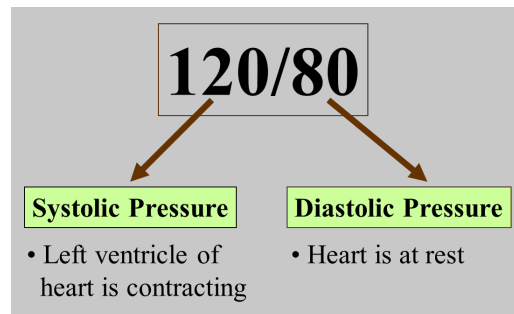 120/80
Systolic Pressure
Diastolic Pressure
• Left ventricle of
heart is contracting
• Heart is at rest